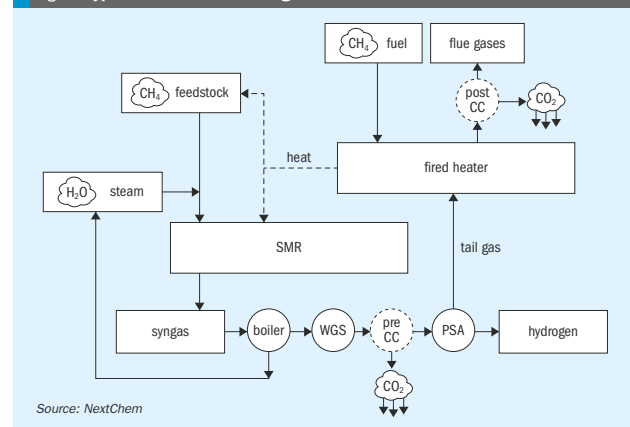 CH₄ fuel
flue gases
CH₄ feedstock
post
CC
CO₂
heat
fired heater
H₂O steam
SMR
tail gas
syngas
boiler
WGS
pre
CC
PSA
hydrogen
CO₂
Source: NextChem